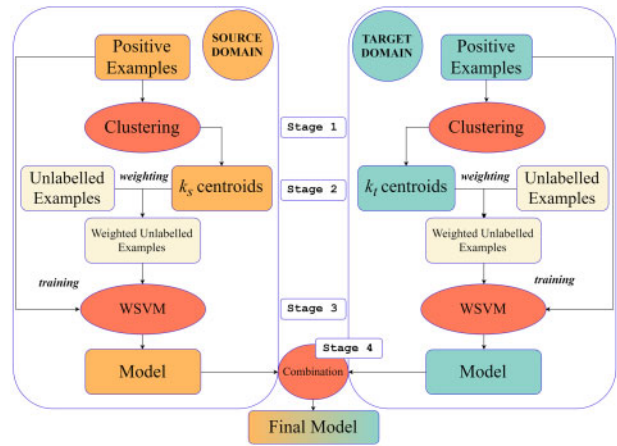 SOURCE
DOMAIN
Positive
Examples
Clustering
Unlabelled
Examples
weighting
kₛ centroids
Weighted Unlabelled
Examples
training
WSVM
Model
Stage 1
Stage 2
Stage 3
Stage 4
TARGET
DOMAIN
Positive
Examples
Clustering
kₜ centroids
weighting
Unlabelled
Examples
Weighted Unlabelled
Examples
training
WSVM
Model
Combination
Final Model